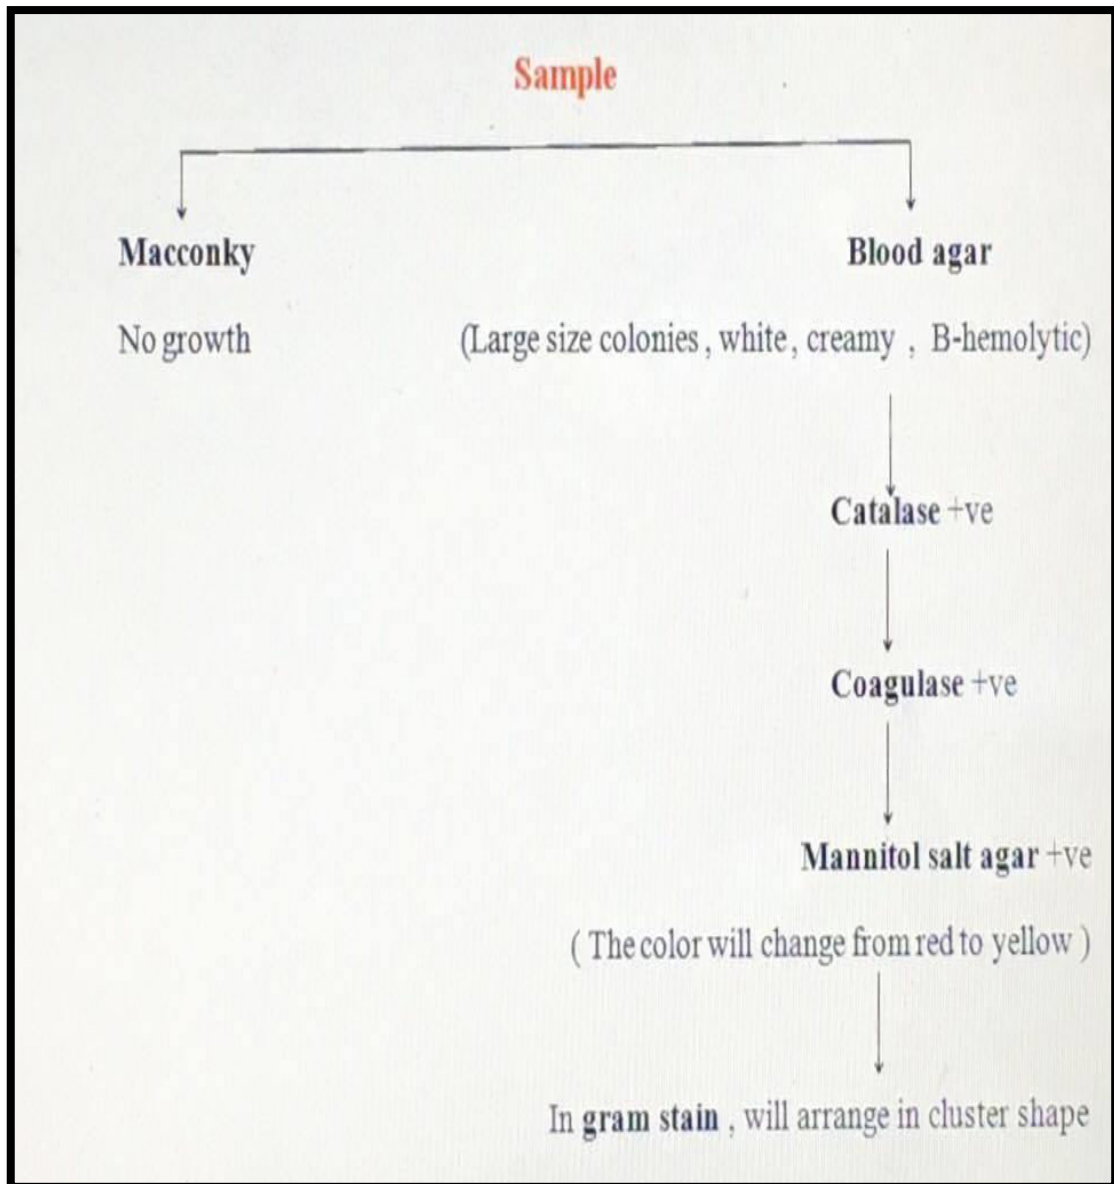 Sample
Macconky
Blood agar
No growth
(Large size colonies , white, creamy , B-hemolytic)
Catalase +ve
Coagulase +ve
Mannitol salt agar +ve
( The color will change from red to yellow )
In gram stain , will arrange in cluster shape